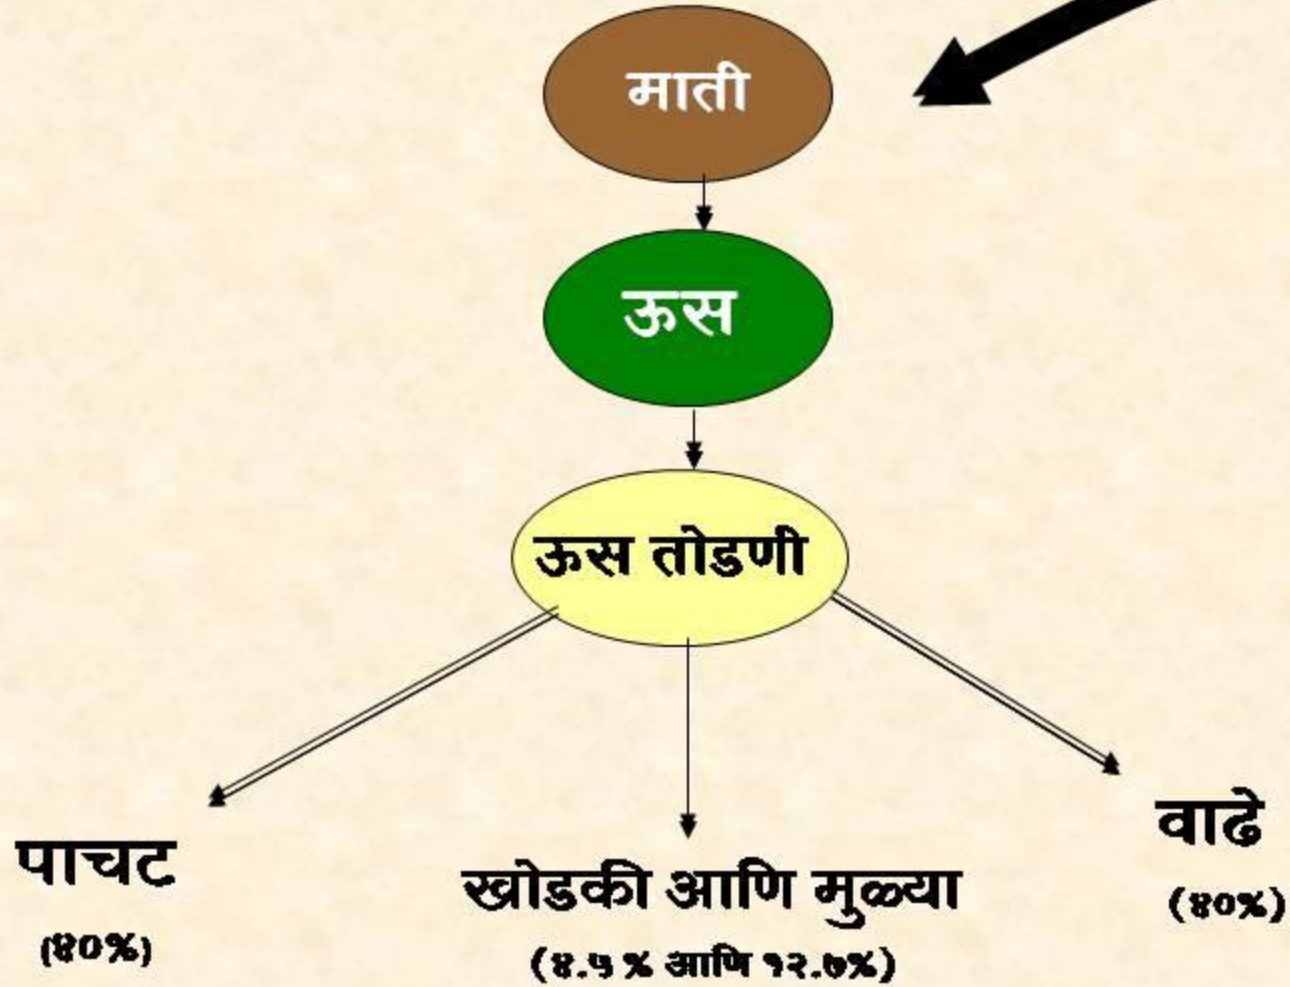 माती
ऊस
ऊस तोडणी
पाचट
(४०%)
खोडकी आणि मुळ्या
(४.५ % आणि १२.७%)
वाढे
(४०%)